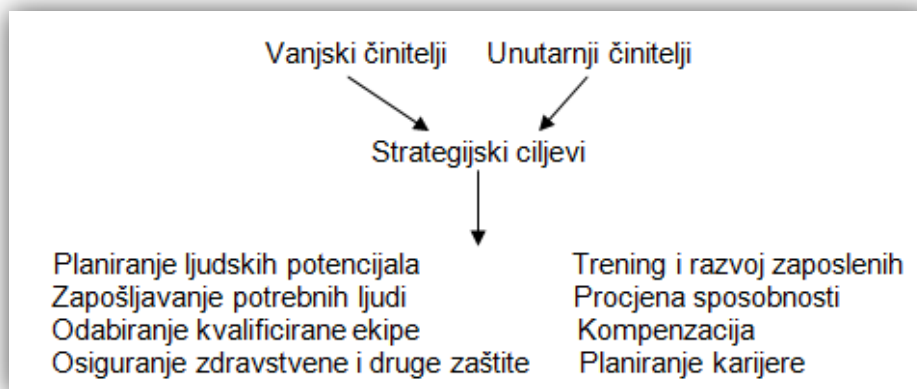 Vanjski činitelji Unutarnji činitelji
Strategijski ciljevi
Planiranje ljudskih potencijala
Zapošljavanje potrebnih ljudi
Odabiranje kvalificirane ekipe
Osiguranje zdravstvene i druge zaštite
Trening i razvoj zaposlenih
Procjena sposobnosti
Kompenzacija
Planiranje karijere